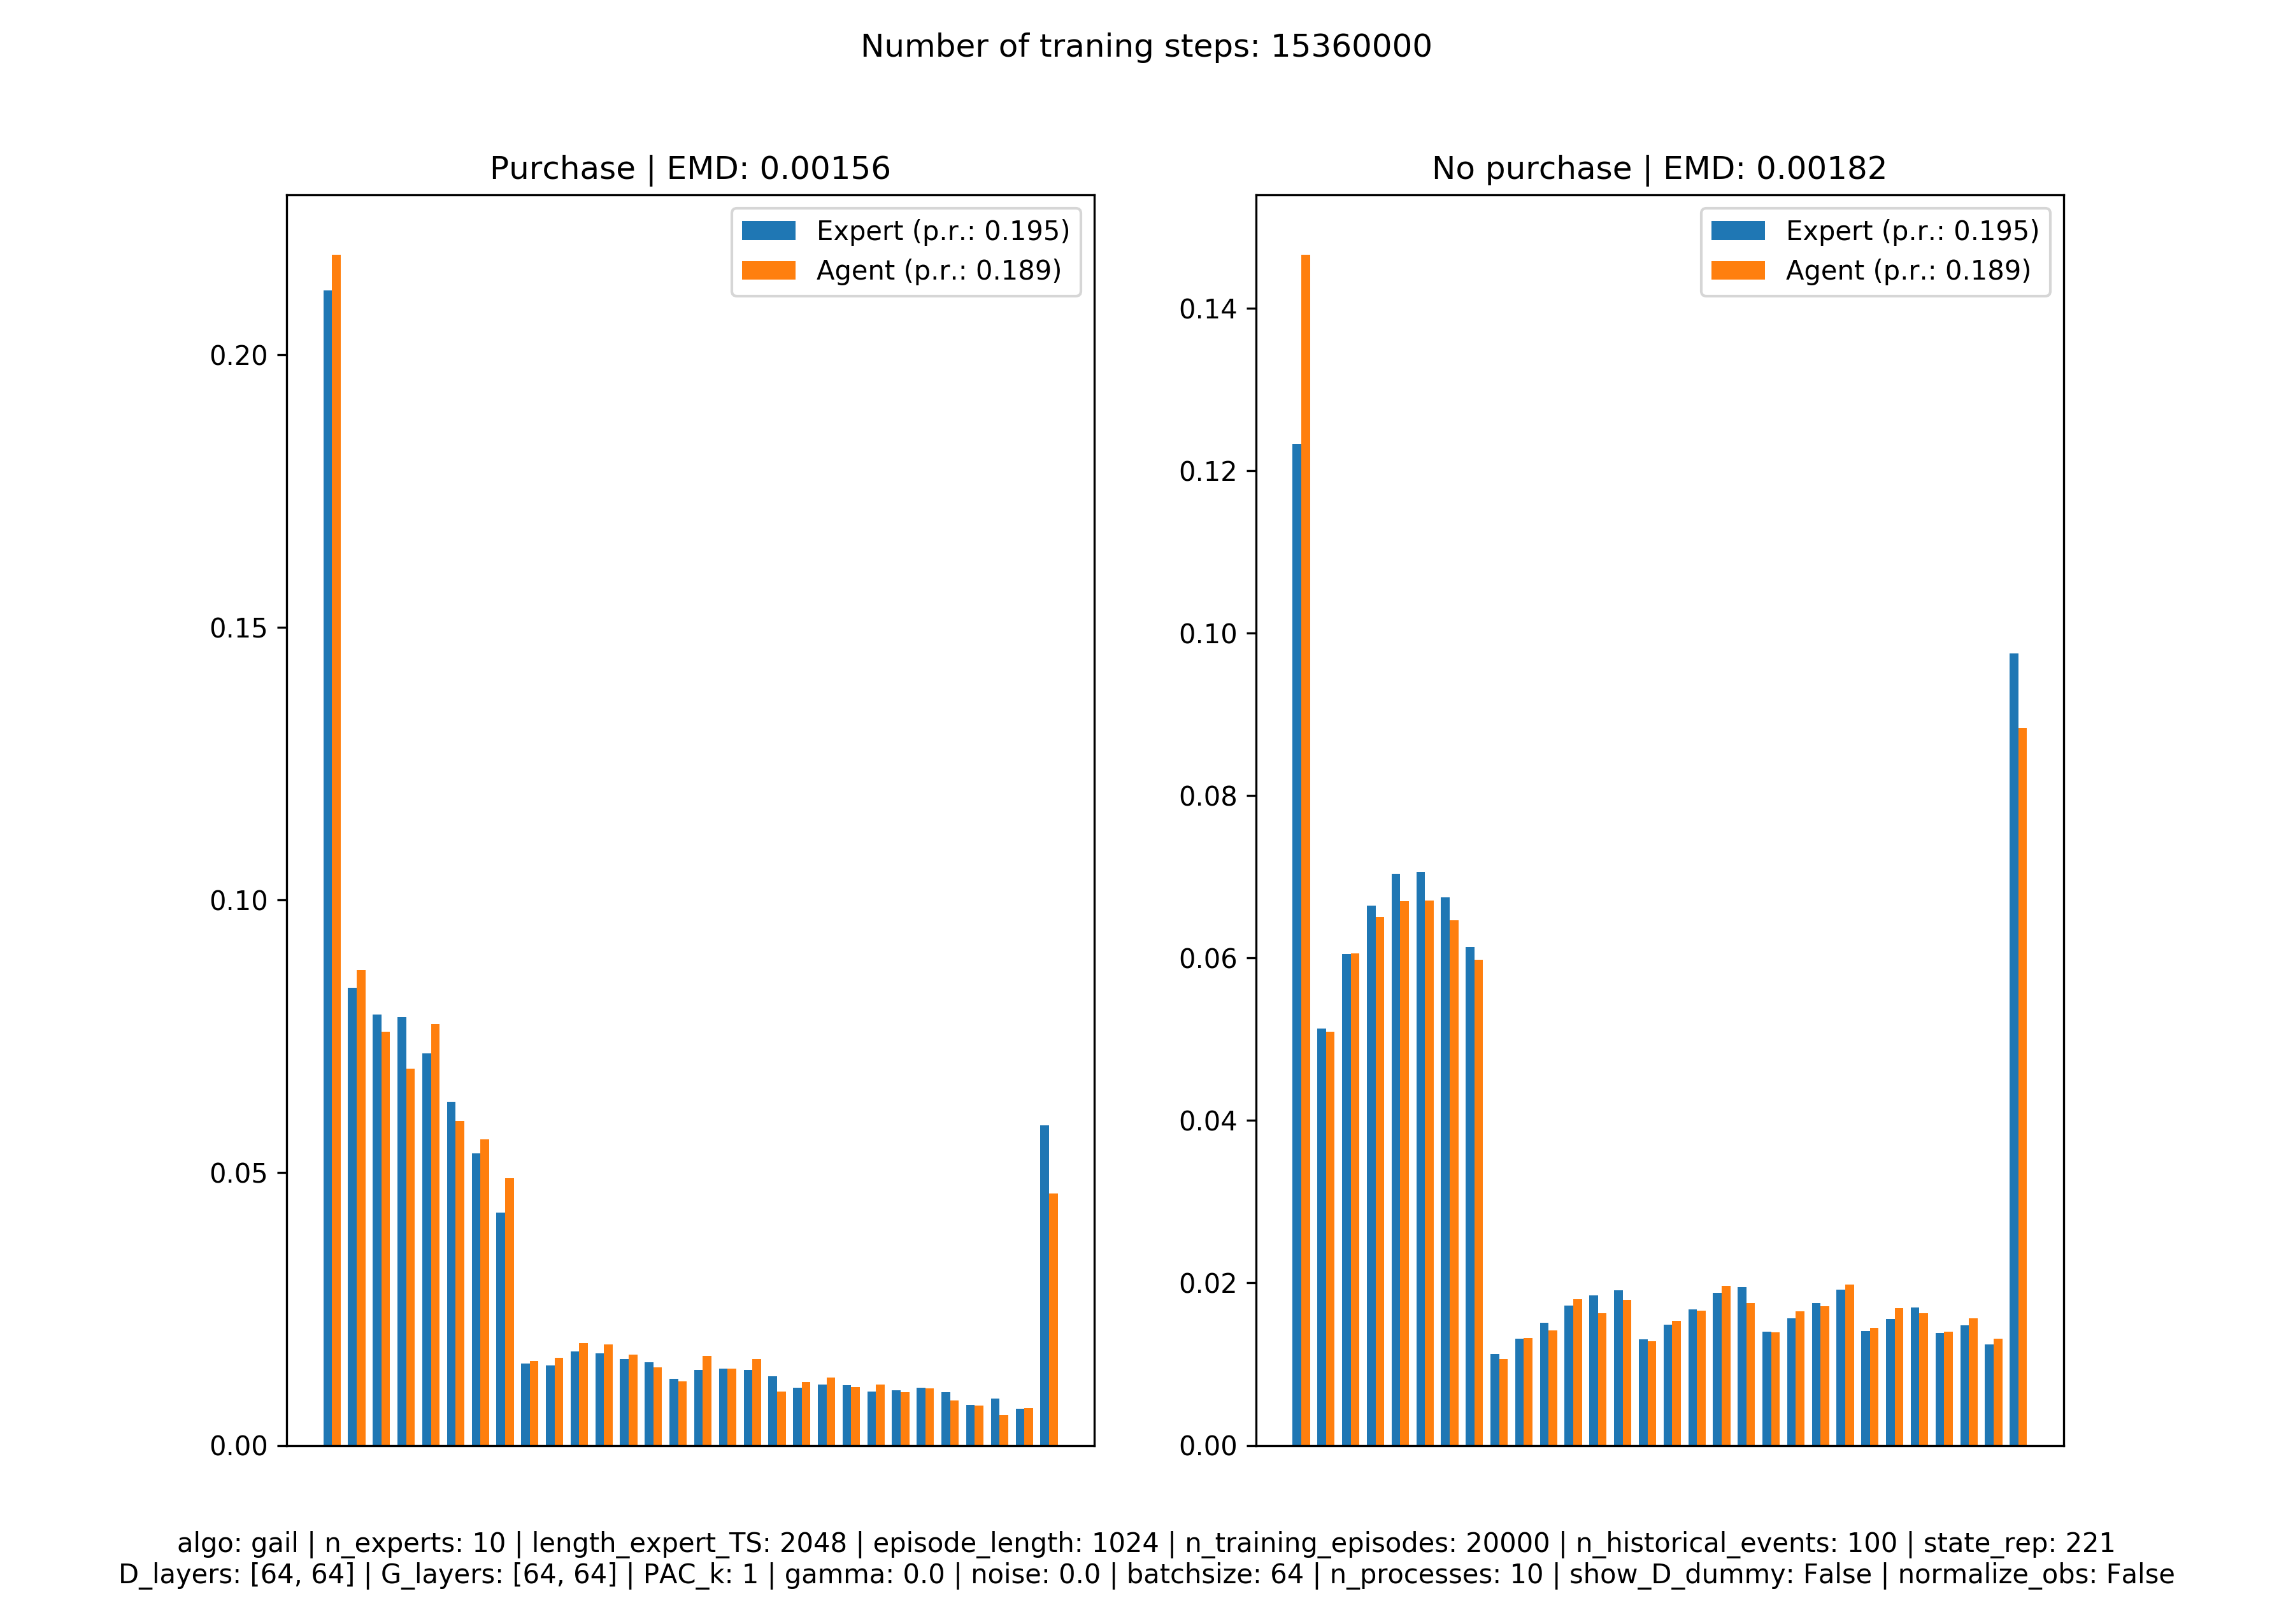 Number of traning steps: 15360000
Purchase | EMD: 0.00156
Expert (p.r.: 0.195)
Agent (p.r.: 0.189)
0.20
0.15
0.10
0.05
0.00
No purchase | EMD: 0.00182
Expert (p.r.: 0.195)
Agent (p.r.: 0.189)
0.14
0.12
0.10
0.08
0.06
0.04
0.02
0.00
algo: gail | n_experts: 10 | length_expert_TS: 2048 | episode_length: 1024 | n_training_episodes: 20000 | n_historical_events: 100 | state_rep: 221
D_layers: [64, 64] | G_layers: [64, 64] | PAC_k: 1 | gamma: 0.0 | noise: 0.0 | batchsize: 64 | n_processes: 10 | show_D_dummy: False | normalize_obs: False